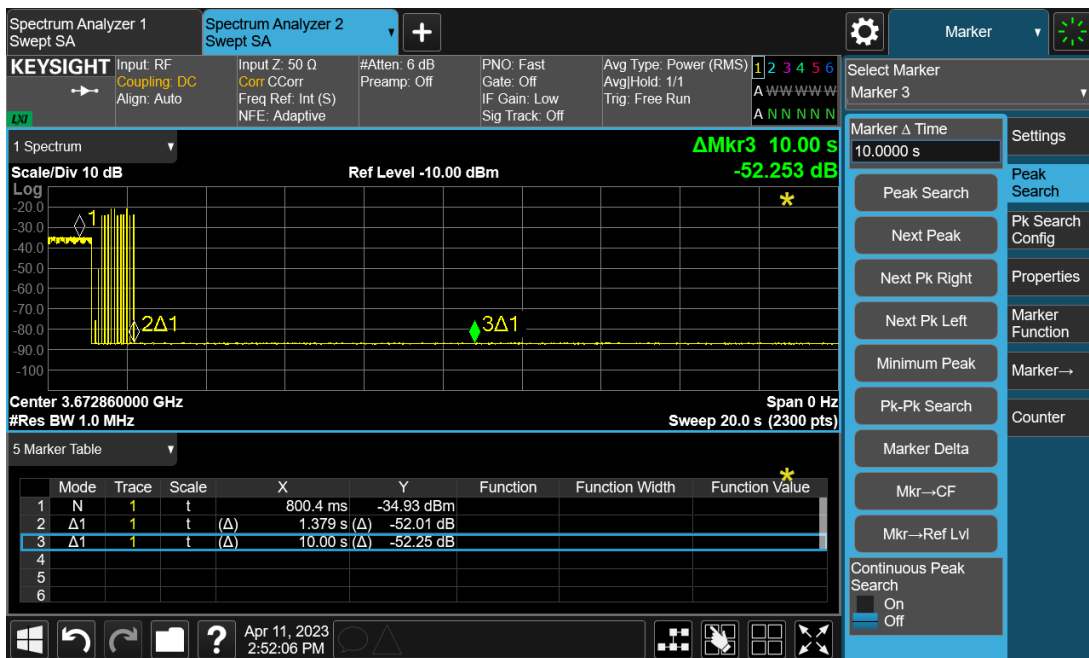 Spectrum Analyzer 1
Swept SA
Spectrum Analyzer 2
Swept SA
+
Marker
KEYSIGHT
LXI
Input: RF
Coupling: DC
Align: Auto
Input Z: 50 Ω
Corr CCorr
Freq Ref: Int (S)
NFE: Adaptive
#Atten: 6 dB
Preamp: Off
PNO: Fast
Gate: Off
IF Gain: Low
Sig Track: Off
Avg Type: Power (RMS)
Avg|Hold: 1/1
Trig: Free Run
1 2 3 4 5 6
A W W W W W
A N N N N N
Select Marker
Marker 3
1 Spectrum
ΔMkr3 10.00 s
-52.253 dB
Scale/Div 10 dB
Ref Level -10.00 dBm
Log
-20.0
-30.0
-40.0
-50.0
-60.0
-70.0
-80.0
-90.0
-100
1
2Δ1
3Δ1
*
Center 3.672860000 GHz
Span 0 Hz
#Res BW 1.0 MHz
Sweep 20.0 s (2300 pts)
5 Marker Table
*
Mode Trace Scale X Y Function Function Width Function Value
1 N 1 t 800.4 ms -34.93 dBm
2 Δ1 1 t (Δ) 1.379 s (Δ) -52.01 dB
3 Δ1 1 t (Δ) 10.00 s (Δ) -52.25 dB
4
5
6
Marker Δ Time
10.0000 s
Peak Search
Next Peak
Next Pk Right
Next Pk Left
Minimum Peak
Pk-Pk Search
Marker Delta
Mkr→CF
Mkr→Ref Lvl
Continuous Peak
Search
On
Off
Settings
Peak
Search
Pk Search
Config
Properties
Marker
Function
Marker→
Counter
?
Apr 11, 2023
2:52:06 PM